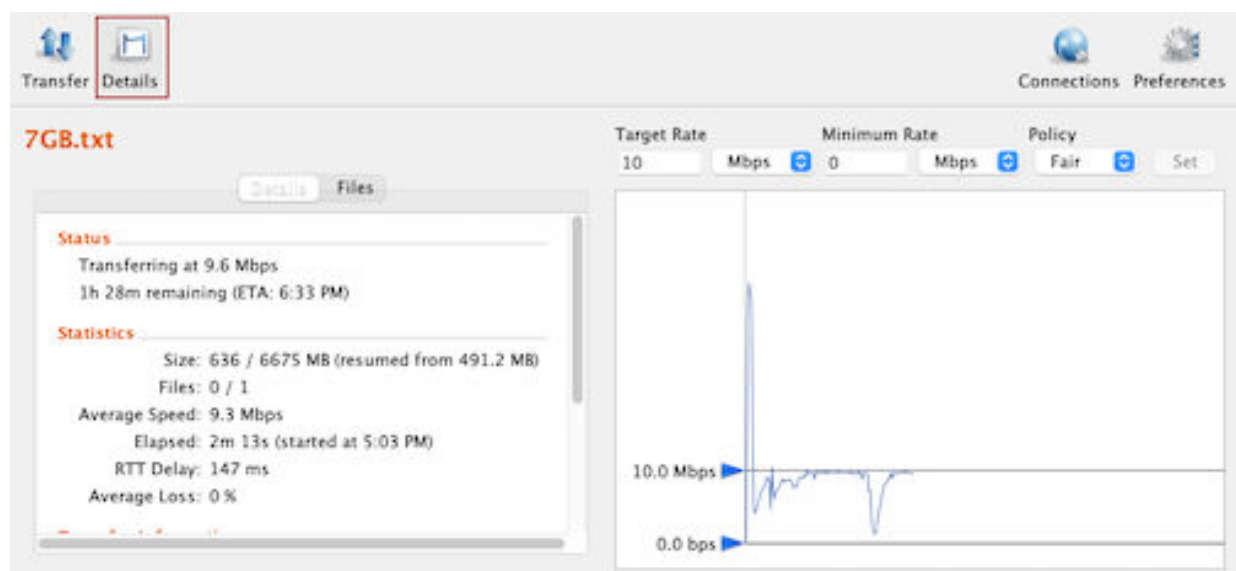 Transfer Details
Connections Preferences
7GB.txt
Target Rate Minimum Rate Policy
10 Mbps 0 Mbps Fair Set
Details Files
Status
Transferring at 9.6 Mbps
1h 28m remaining (ETA: 6:33 PM)
Statistics
Size: 636 / 6675 MB (resumed from 491.2 MB)
Files: 0 / 1
Average Speed: 9.3 Mbps
Elapsed: 2m 13s (started at 5:03 PM)
RTT Delay: 147 ms
Average Loss: 0 %
10.0 Mbps
0.0 bps